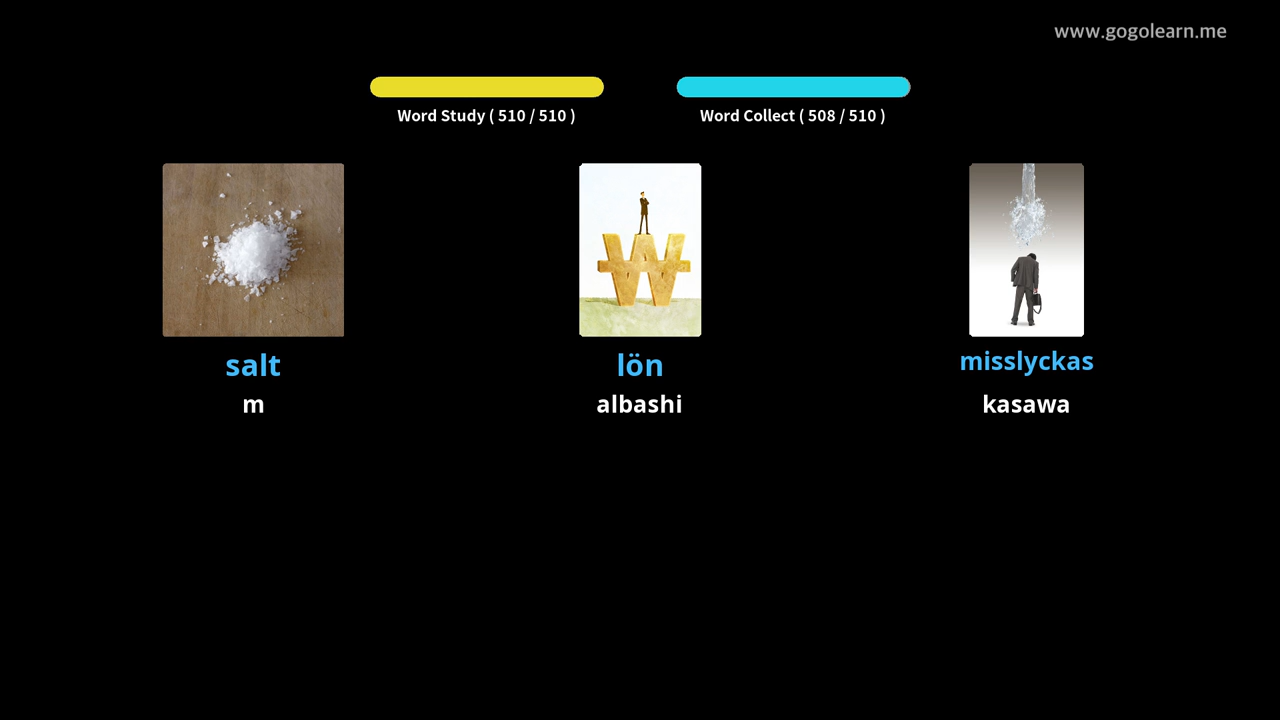 www.gogolearn.me
Word Study ( 510 / 510 )
Word Collect ( 508 / 510 )
salt
lön
misslyckas
m
albashi
kasawa